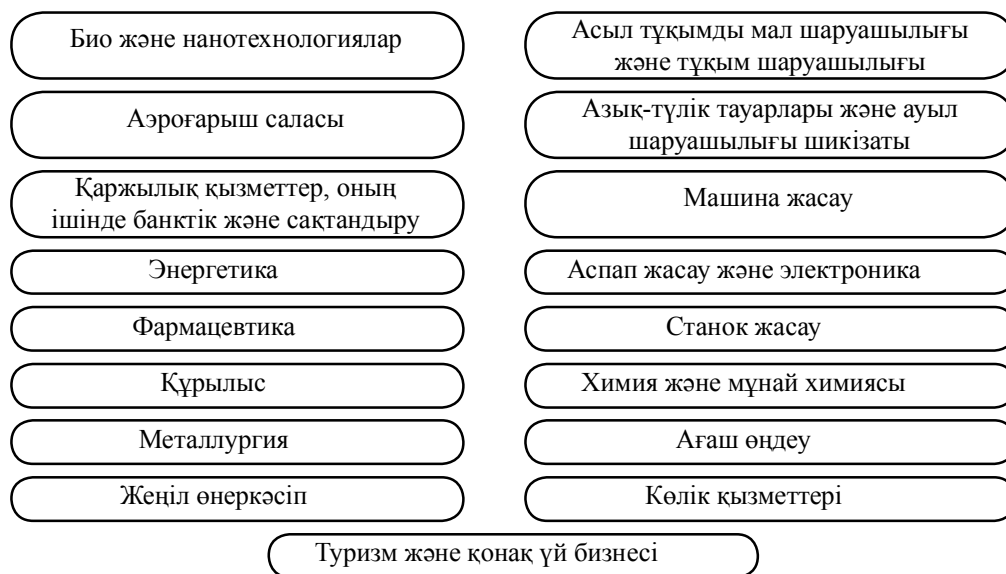 Био және нанотехнологиялар
Асыл тұқымды мал шаруашылығы
және тұқым шаруашылығы
Аэроғарыш саласы
Азық-түлік тауарлары және ауыл
шаруашылығы шикізаты
Қаржылық қызметтер, оның
ішінде банктік және сақтандыру
Машина жасау
Энергетика
Аспап жасау және электроника
Фармацевтика
Станок жасау
Құрылыс
Химия және мұнай химиясы
Металлургия
Ағаш өңдеу
Жеңіл өнеркәсіп
Көлік қызметтері
Туризм және қонақ үй бизнесі